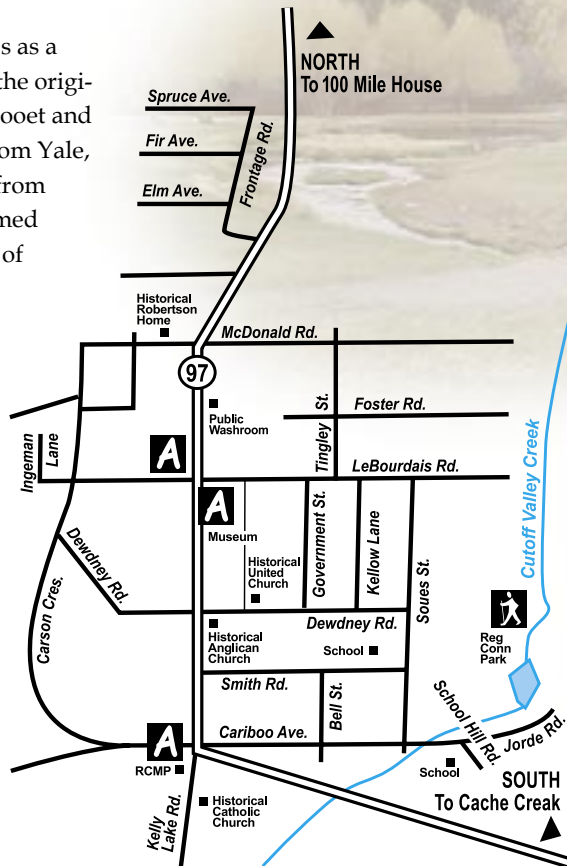 s as a
the origi-
ooet and
om Yale,
from
med
of
NORTH
To 100 Mile House
Spruce Ave.
Fir Ave.
Elm Ave.
Frontage Rd.
Historical
Robertson
Home
McDonald Rd.
97
Public
Washroom
Tingley St.
Foster Rd.
Ingeman
Lane
A
LeBourdais Rd.
A
Museum
Government St.
Kellow Lane
Soues St.
Cutoff Valley Creek
Historical
United
Church
Dewdney Rd.
Carson Cres.
Dewdney Rd.
Historical
Anglican
Church
School
Reg
Conn
Park
Smith Rd.
Bell St.
Cariboo Ave.
School Hill Rd.
Jorde Rd.
A
RCMP
School
SOUTH
To Cache Creak
Kelly
Lake Rd.
Historical
Catholic
Church